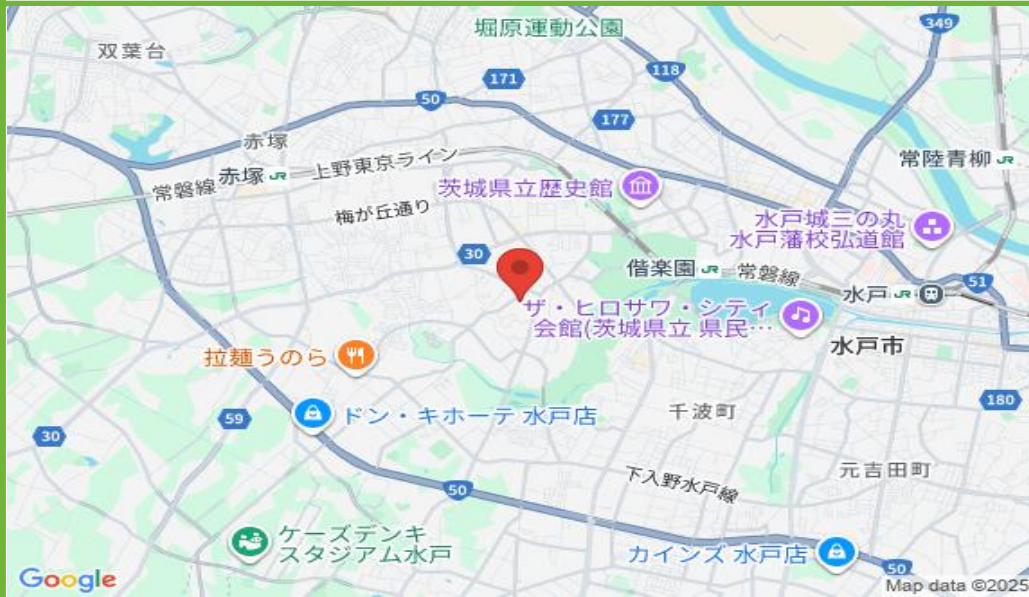 堀原運動公園
349
双葉台
118
171
50
177
赤塚
常陸青柳 JR
上野東京ライン
赤塚 JR
常磐線
茨城県立歴史館
梅が丘通り
水戸城三の丸
水戸藩校弘道館
30
偕楽園 JR
常磐線
51
水戸 JR
ザ・ヒロサワ・シティ
会館(茨城県立 県民…
水戸市
拉麺うのら
180
ドン・キホーテ 水戸店
千波町
59
30
元吉田町
下入野水戸線
50
ケーズデンキ
スタジアム水戸
カインズ 水戸店
50
Google
Map data ©2025